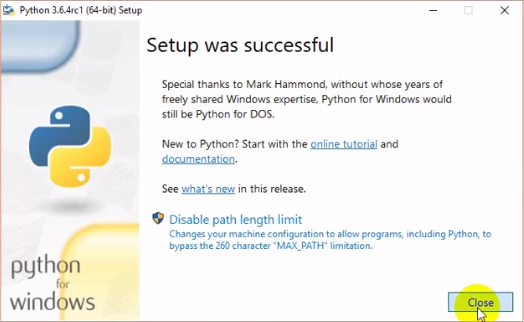 Python 3.6.4rc1 (64-bit) Setup
Setup was successful
Special thanks to Mark Hammond, without whose years of
freely shared Windows expertise, Python for Windows would
still be Python for DOS.
New to Python? Start with the online tutorial and
documentation.
See what's new in this release.
Disable path length limit
Changes your machine configuration to allow programs, including Python, to
bypass the 260 character "MAX_PATH" limitation.
python
for
windows
Close